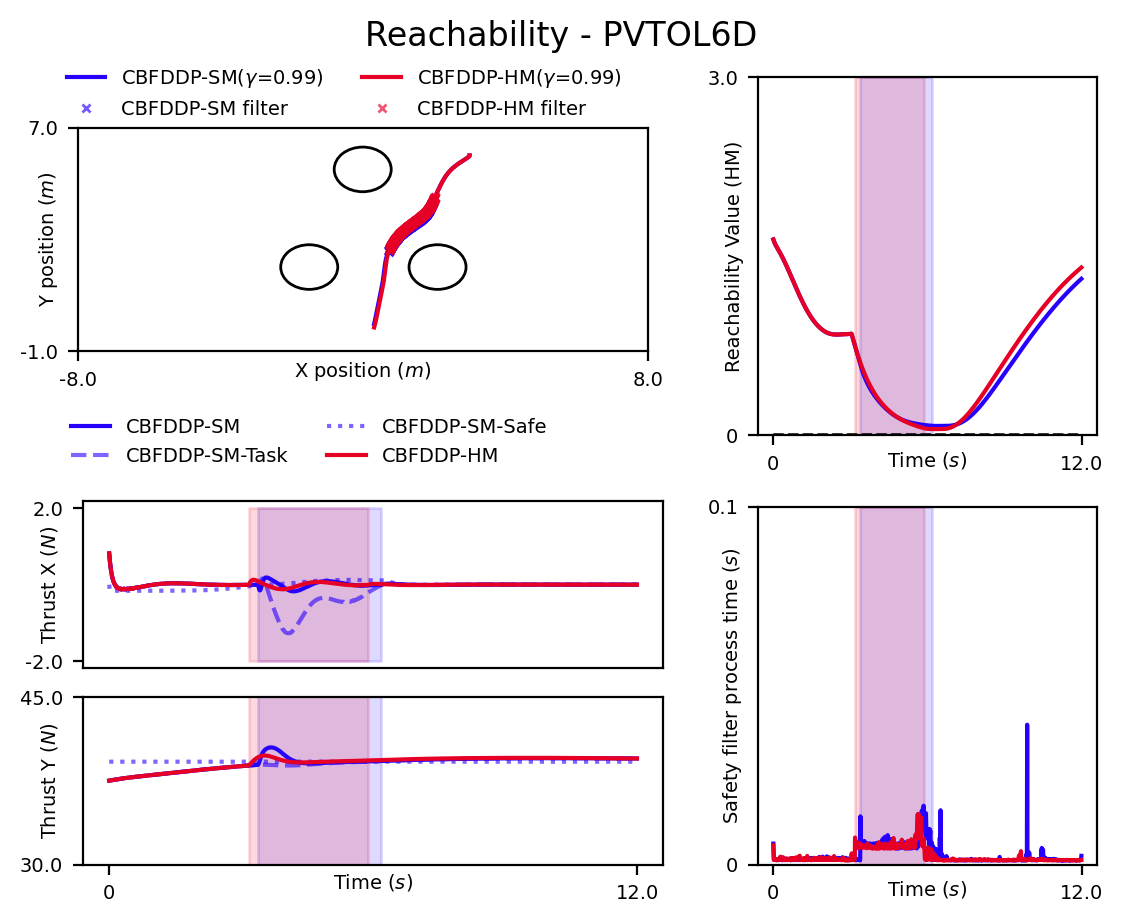 Reachability - PVTOL6D
CBFDDP-SM(γ=0.99)
CBFDDP-HM(γ=0.99)
CBFDDP-SM filter
CBFDDP-HM filter
7.0
Y position (m)
-1.0
-8.0
X position (m)
8.0
3.0
Reachability Value (HM)
0
0
Time (s)
12.0
CBFDDP-SM
CBFDDP-SM-Safe
CBFDDP-SM-Task
CBFDDP-HM
2.0
Thrust X (N)
-2.0
45.0
Thrust Y (N)
30.0
0
Time (s)
12.0
0.1
Safety filter process time (s)
0
0
Time (s)
12.0